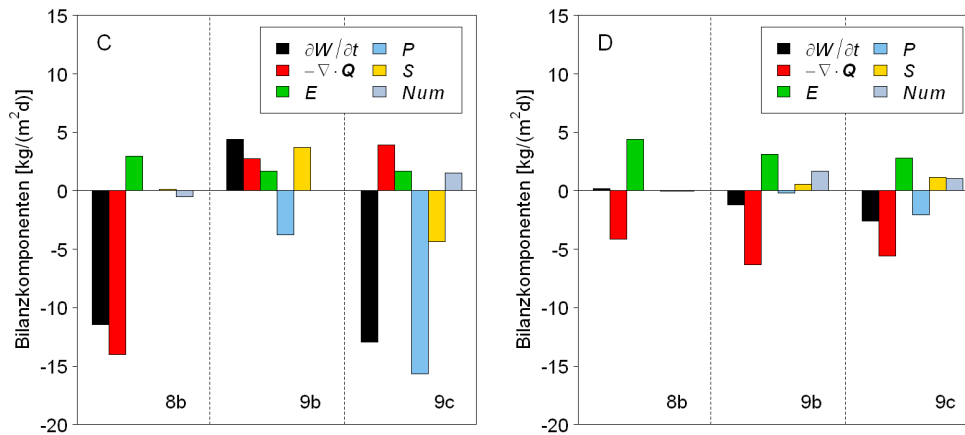 Bilanzkomponenten [kg/(m²d)]
15
10
5
0
-5
-10
-15
-20
C
∂W/∂t
P
−∇·Q
S
E
Num
8b
9b
9c
Bilanzkomponenten [kg/(m²d)]
15
10
5
0
-5
-10
-15
-20
D
∂W/∂t
P
−∇·Q
S
E
Num
8b
9b
9c